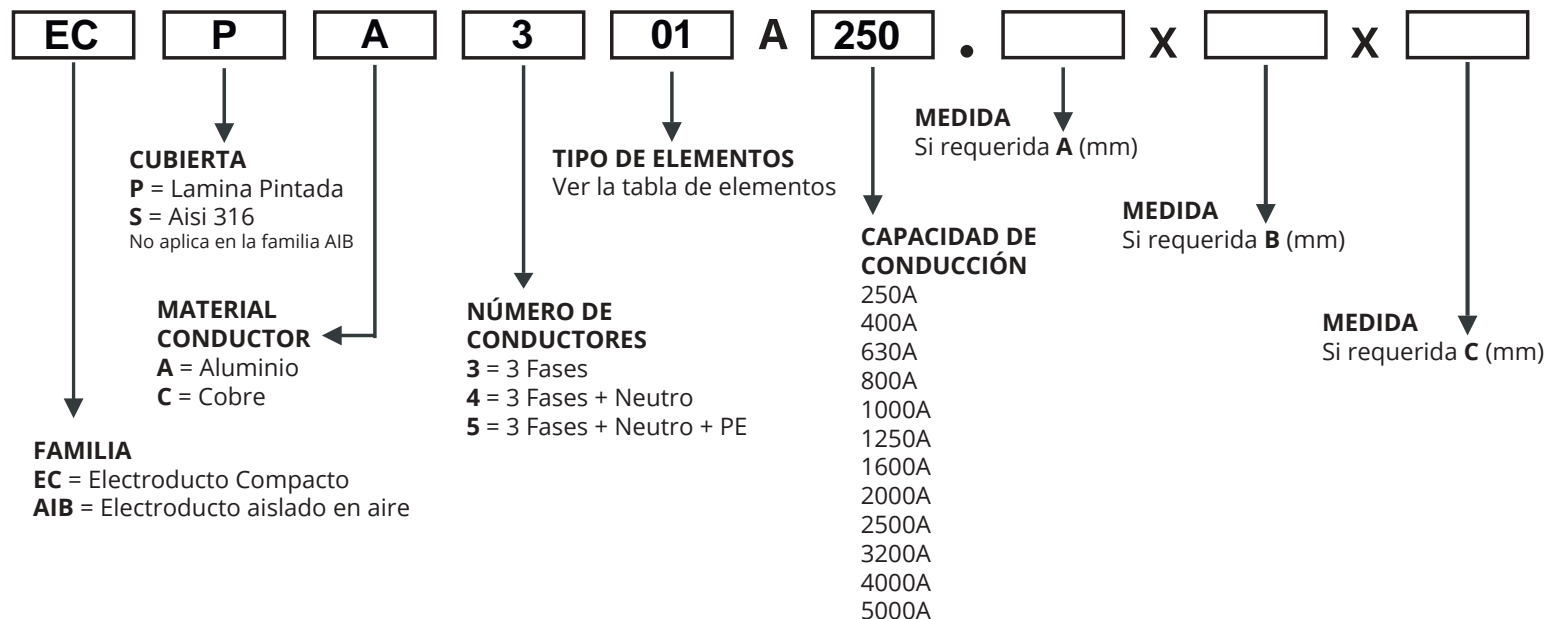 EC P A 3 01 A 250 . X X
CUBIERTA
P = Lamina Pintada
S = Aisi 316
No aplica en la familia AIB
MATERIAL
CONDUCTOR
A = Aluminio
C = Cobre
FAMILIA
EC = Electroducto Compacto
AIB = Electroducto aislado en aire
NÚMERO DE
CONDUCTORES
3 = 3 Fases
4 = 3 Fases + Neutro
5 = 3 Fases + Neutro + PE
TIPO DE ELEMENTOS
Ver la tabla de elementos
CAPACIDAD DE
CONDUCCIÓN
250A
400A
630A
800A
1000A
1250A
1600A
2000A
2500A
3200A
4000A
5000A
MEDIDA
Si requerida A (mm)
MEDIDA
Si requerida B (mm)
MEDIDA
Si requerida C (mm)